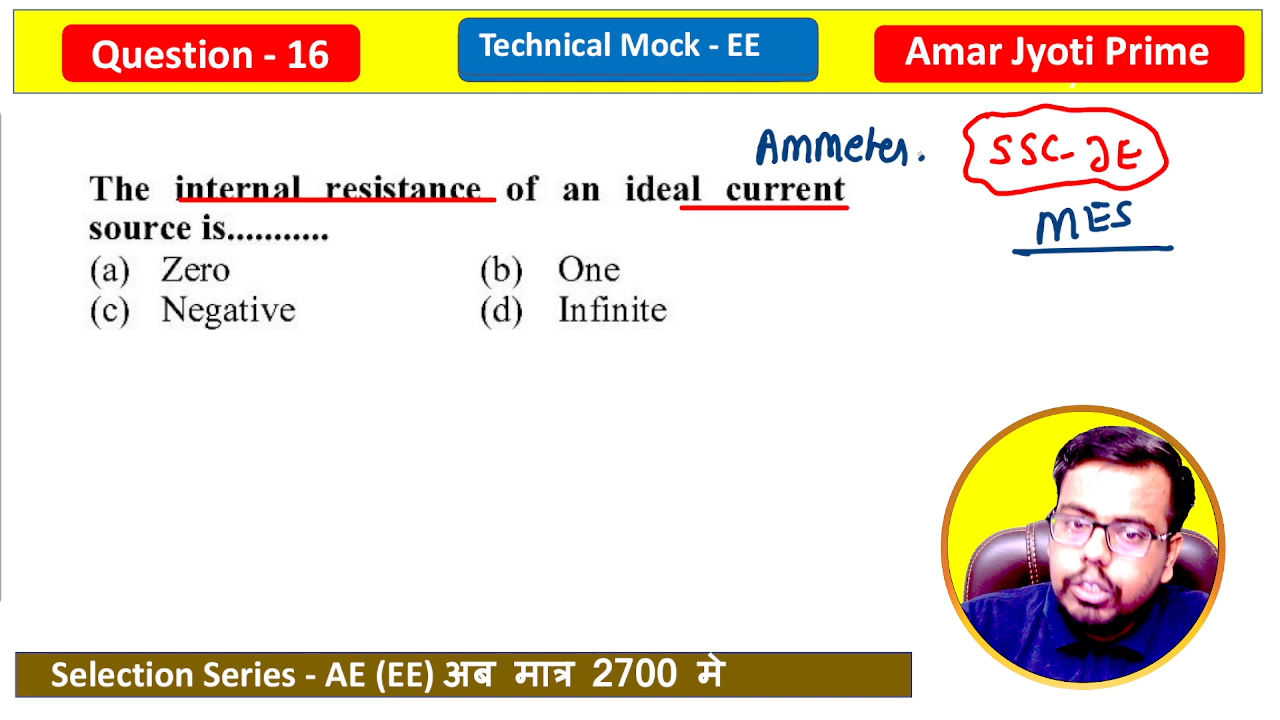 Question - 16
Technical Mock - EE
Amar Jyoti Prime
Ammeter.
SSC-JE
MES
The internal resistance of an ideal current
source is...........
(a) Zero (b) One
(c) Negative (d) Infinite
Selection Series - AE (EE) अब मात्र 2700 मे